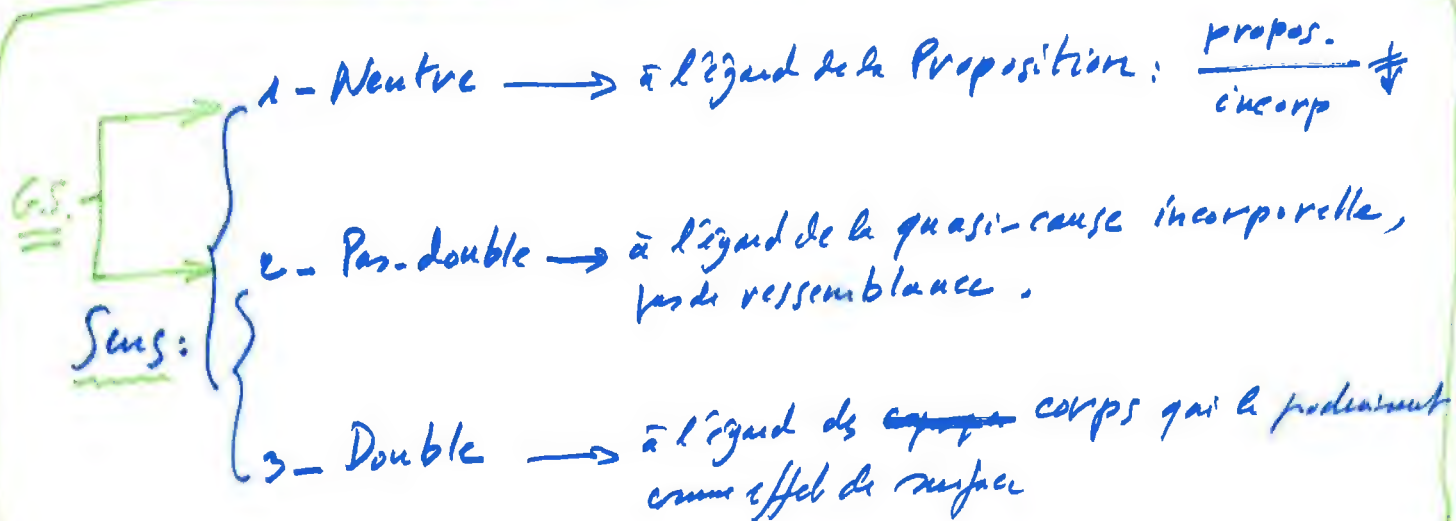 1 - Neutre → à l'égard de la Proposition : propos. / incorp
G.S.
2 - Pas-double → à l'égard de la quasi-cause incorporelle,
pas de ressemblance.
Sens :
3 - Double → à l'égard des corps qui le produisent
comme effet de surface